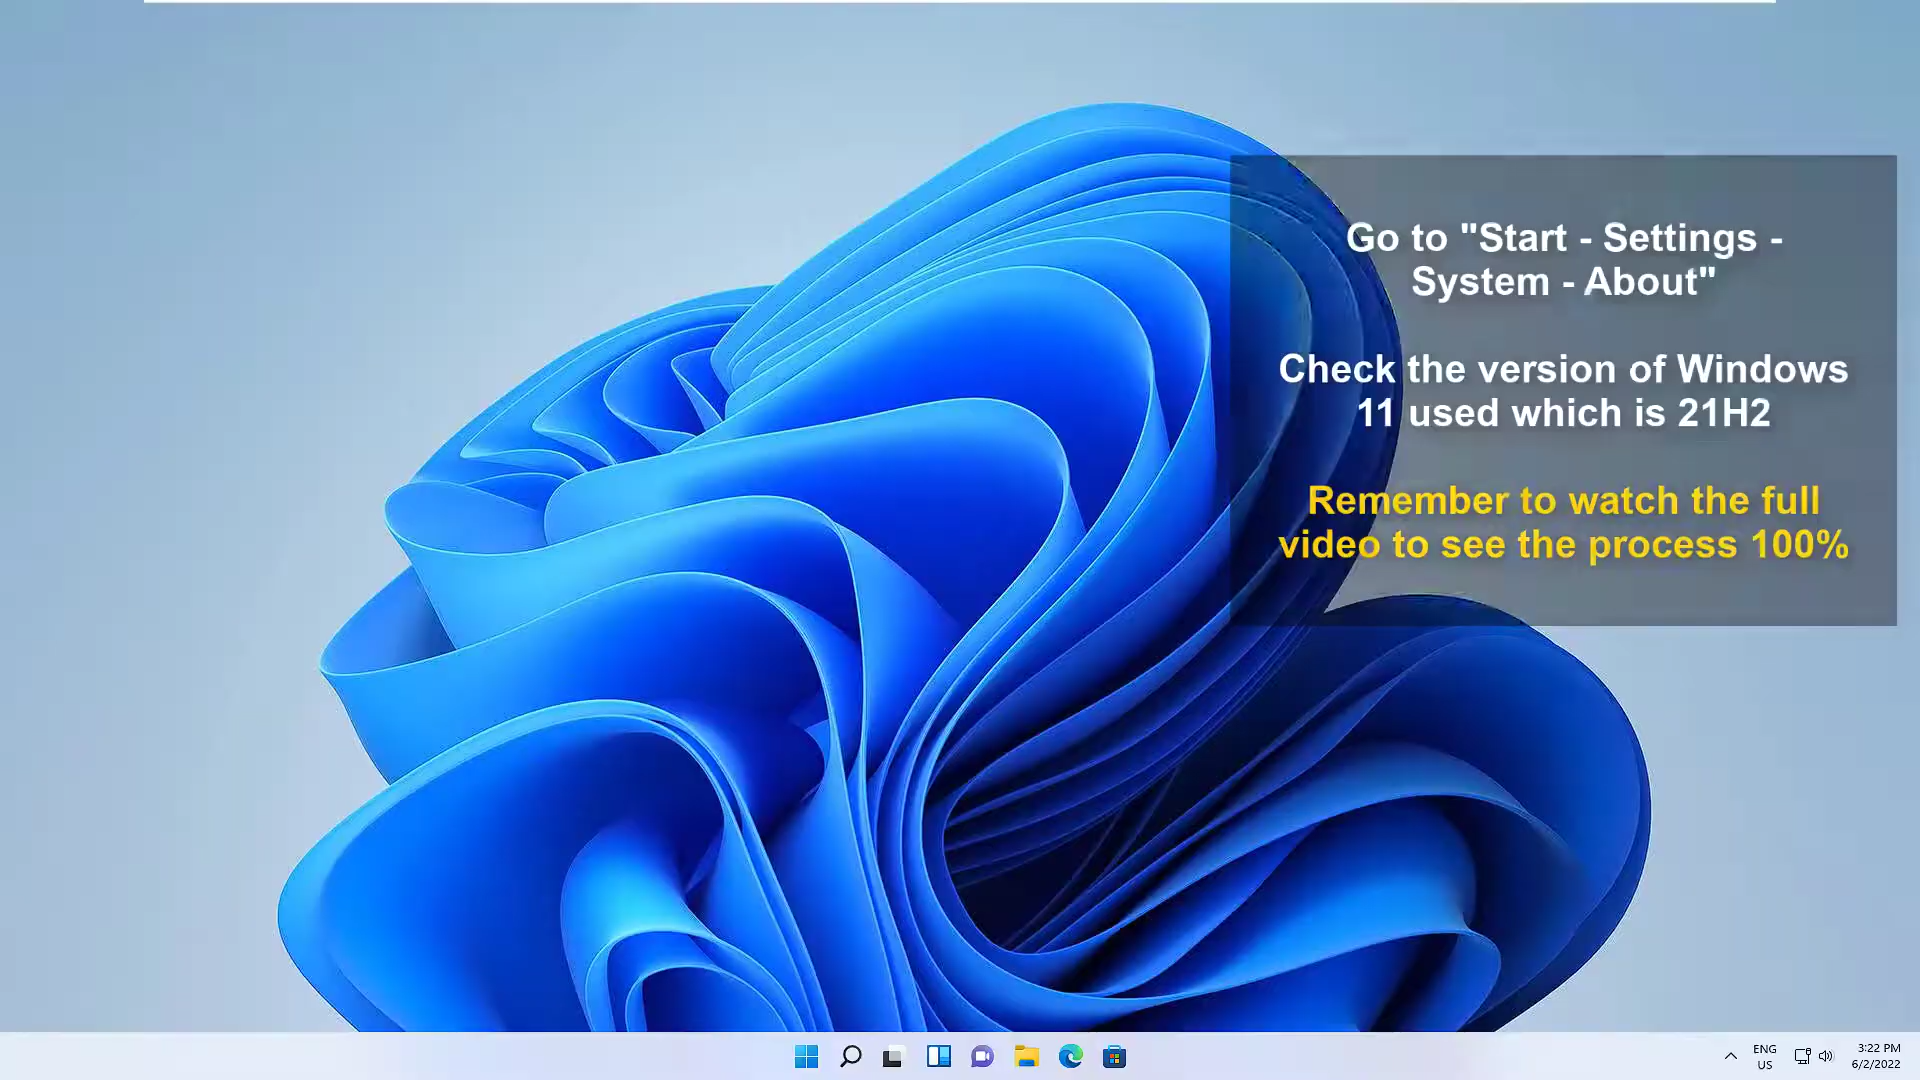 Go to "Start - Settings -
System - About"
Check the version of Windows
11 used which is 21H2
Remember to watch the full
video to see the process 100%
ENG
US
3:22 PM
6/2/2022